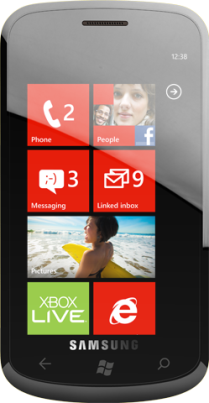 12:38
2
Phone
People
f
3
Messaging
9
Linked inbox
Pictures
XBOX
LIVE
SAMSUNG